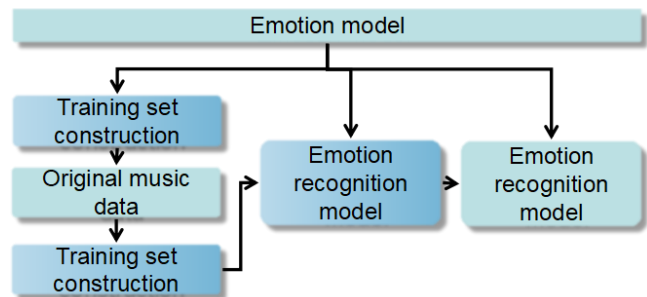 Emotion model
Training set
construction
Original music
data
Training set
construction
Emotion
recognition
model
Emotion
recognition
model